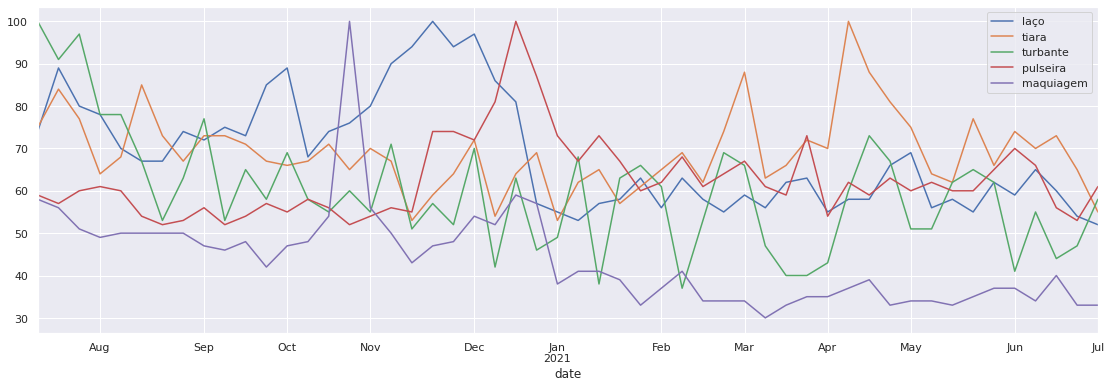 100
90
80
70
60
50
40
30
laço
tiara
turbante
pulseira
maquiagem
Aug Sep Oct Nov Dec Jan Feb Mar Apr May Jun Jul
2021
date